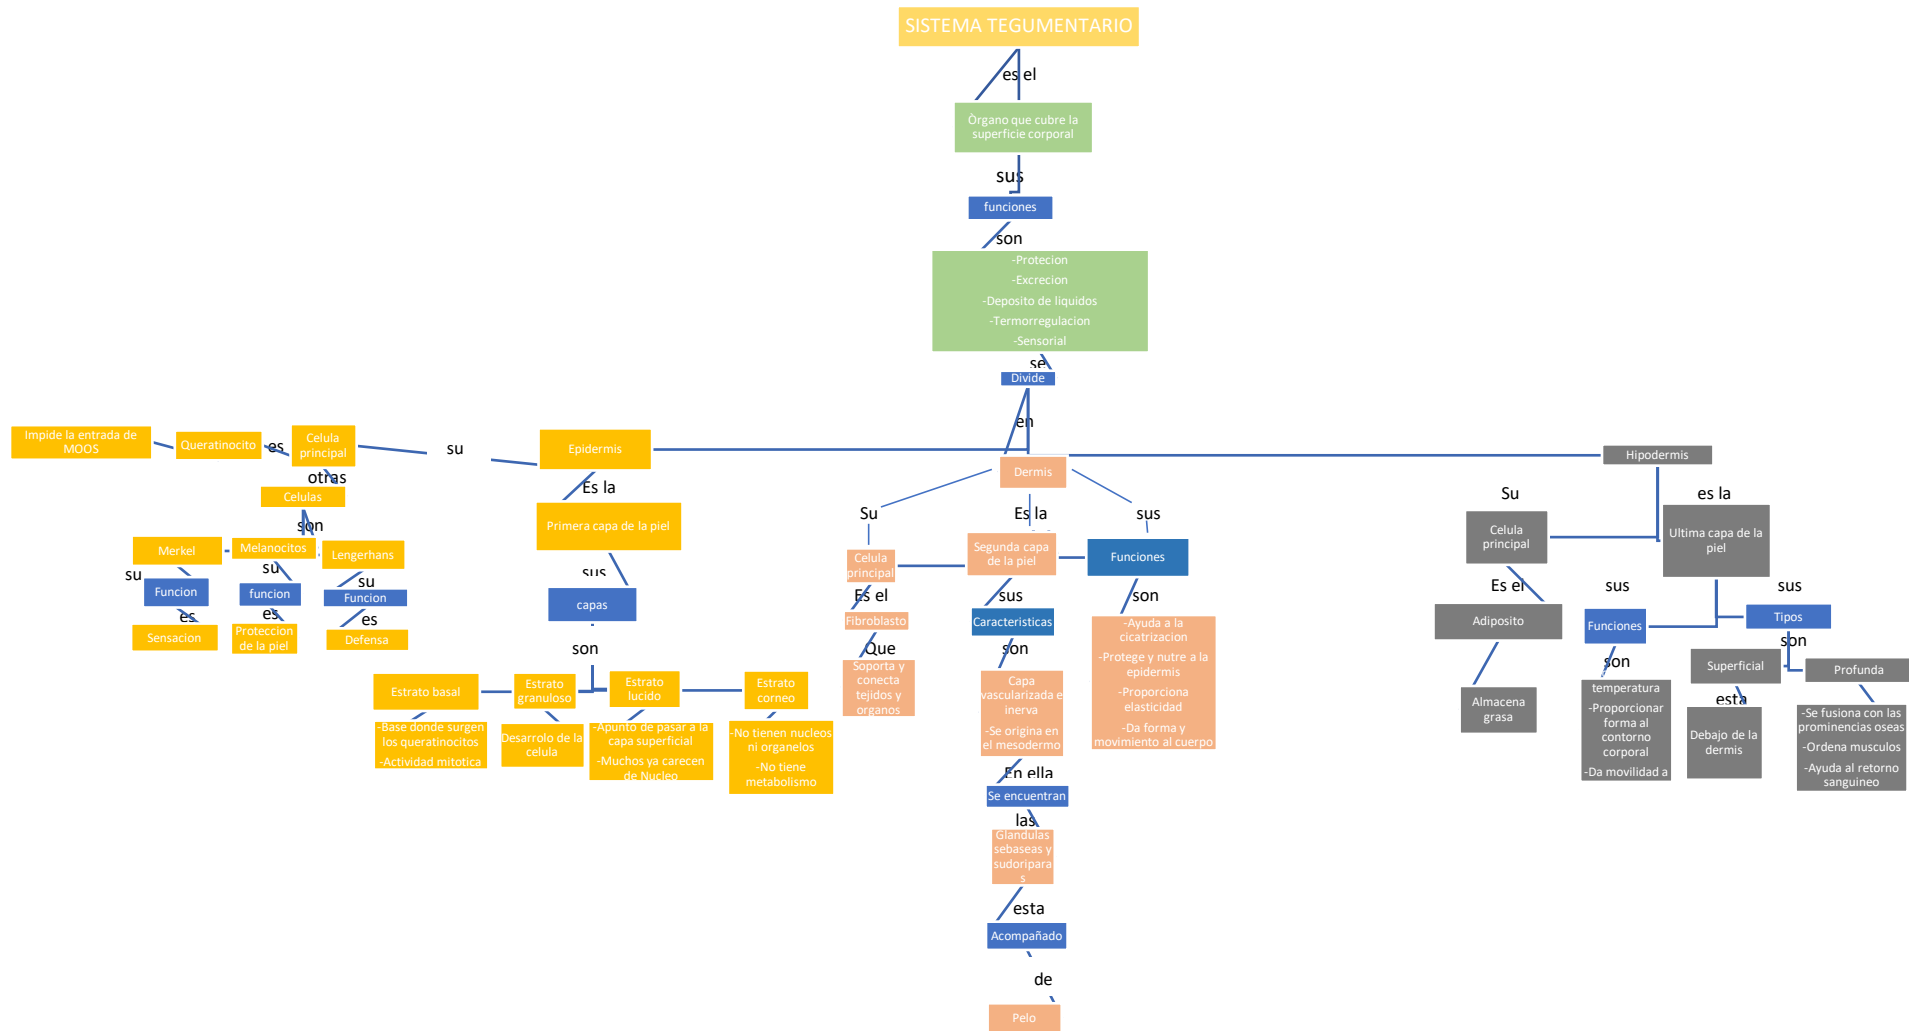 SISTEMA TEGUMENTARIO
es el
Òrgano que cubre la
superficie corporal
sus
funciones
son
-Protecion
-Excrecion
-Deposito de liquidos
-Termorregulacion
-Sensorial
se
Divide
en
Epidermis
su
Celula
principal
es
Queratinocito
Impide la entrada de
MOOS
otras
Celulas
son
Merkel
Melanocitos
Lengerhans
su
su
su
Funcion
funcion
Funcion
es
es
es
Sensacion
Proteccion
de la piel
Defensa
Es la
Primera capa de la piel
sus
capas
son
Estrato basal
Estrato
granuloso
Estrato
lucido
Estrato
corneo
-Base donde surgen
los queratinocitos
-Actividad mitotica
Desarrolo de la
celula
-Apunto de pasar a la
capa superficial
-Muchos ya carecen
de Nucleo
-No tienen nucleos
ni organelos
-No tiene
metabolismo
Dermis
Su
Es la
sus
Celula
principal
Segunda capa
de la piel
Funciones
Es el
sus
son
Fibroblasto
Caracteristicas
Que
son
Soporta y
conecta
tejidos y
organos
Capa
vascularizada e
inerva
-Se origina en
el mesodermo
-Ayuda a la
cicatrizacion
-Protege y nutre a la
epidermis
-Proporciona
elasticidad
-Da forma y
movimiento al cuerpo
En ella
Se encuentran
las
Glandulas
sebaseas y
sudoripara
s
esta
Acompañado
de
Pelo
Hipodermis
Su
es la
Celula
principal
Ultima capa de la
piel
Es el
sus
sus
Adiposito
Funciones
Tipos
son
son
Almacena
grasa
temperatura
-Proporcionar
forma al
contorno
corporal
-Da movilidad a
Superficial
Profunda
esta
Debajo de la
dermis
-Se fusiona con las
prominencias oseas
-Ordena musculos
-Ayuda al retorno
sanguineo